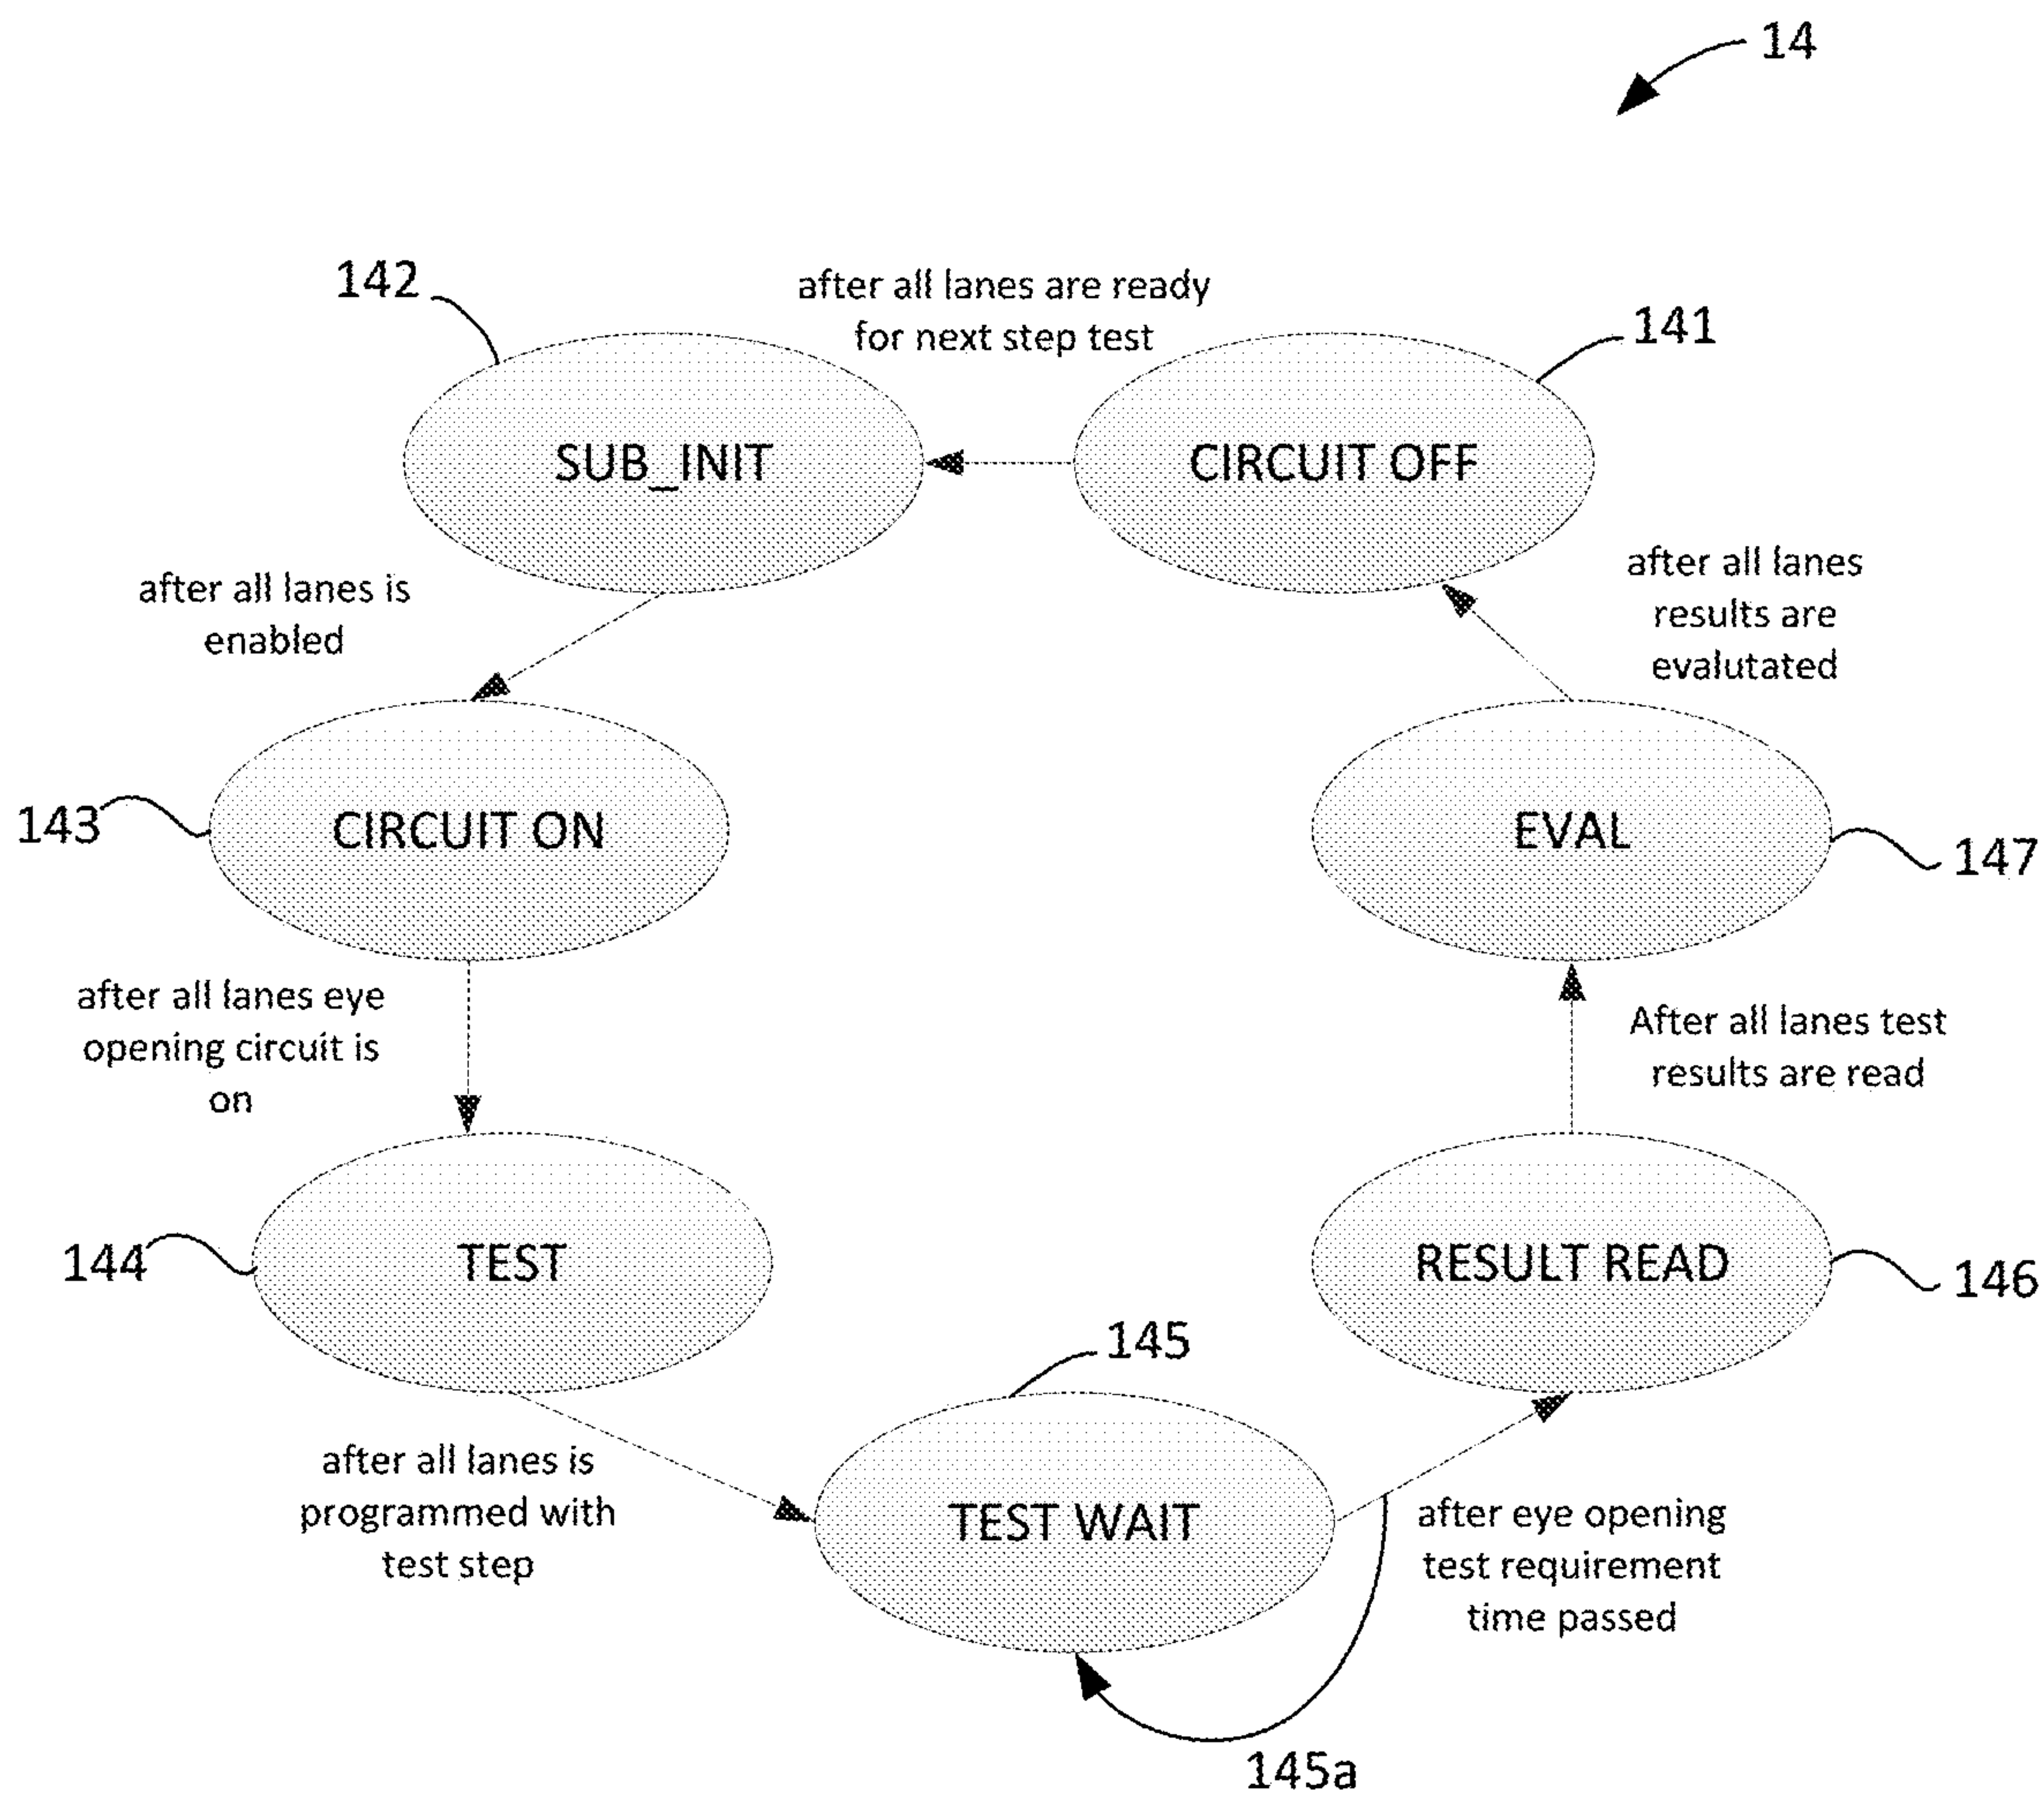 14
142
after all lanes are ready
for next step test
141
SUB_INIT
CIRCUIT OFF
after all lanes is
enabled
after all lanes
results are
evalutated
143
CIRCUIT ON
EVAL
147
after all lanes eye
opening circuit is
on
After all lanes test
results are read
144
TEST
RESULT READ
146
145
after all lanes is
programmed with
test step
TEST WAIT
after eye opening
test requirement
time passed
145a